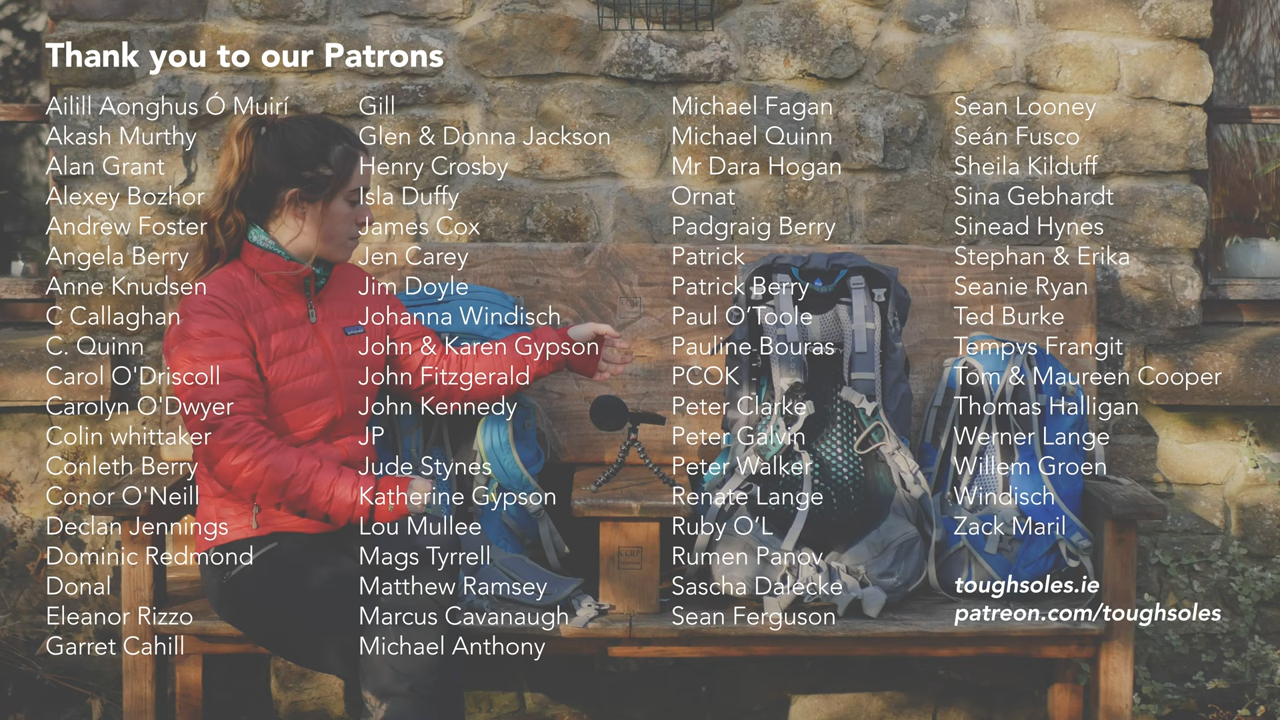 Thank you to our Patrons
Ailill Aonghus Ó Muirí
Akash Murthy
Alan Grant
Alexey Bozhor
Andrew Foster
Angela Berry
Anne Knudsen
C Callaghan
C. Quinn
Carol O'Driscoll
Carolyn O'Dwyer
Colin whittaker
Conleth Berry
Conor O'Neill
Declan Jennings
Dominic Redmond
Donal
Eleanor Rizzo
Garret Cahill
Gill
Glen & Donna Jackson
Henry Crosby
Isla Duffy
James Cox
Jen Carey
Jim Doyle
Johanna Windisch
John & Karen Gypson
John Fitzgerald
John Kennedy
JP
Jude Stynes
Katherine Gypson
Lou Mullee
Mags Tyrrell
Matthew Ramsey
Marcus Cavanaugh
Michael Anthony
Michael Fagan
Michael Quinn
Mr Dara Hogan
Ornat
Padgraig Berry
Patrick
Patrick Berry
Paul O’Toole
Pauline Bouras
PCOK
Peter Clarke
Peter Galvin
Peter Walker
Renate Lange
Ruby O’L
Rumen Panov
Sascha Dalecke
Sean Ferguson
Sean Looney
Seán Fusco
Sheila Kilduff
Sina Gebhardt
Sinead Hynes
Stephan & Erika
Seanie Ryan
Ted Burke
Tempvs Frangit
Tom & Maureen Cooper
Thomas Halligan
Werner Lange
Willem Groen
Windisch
Zack Maril
toughsoles.ie
patreon.com/toughsoles